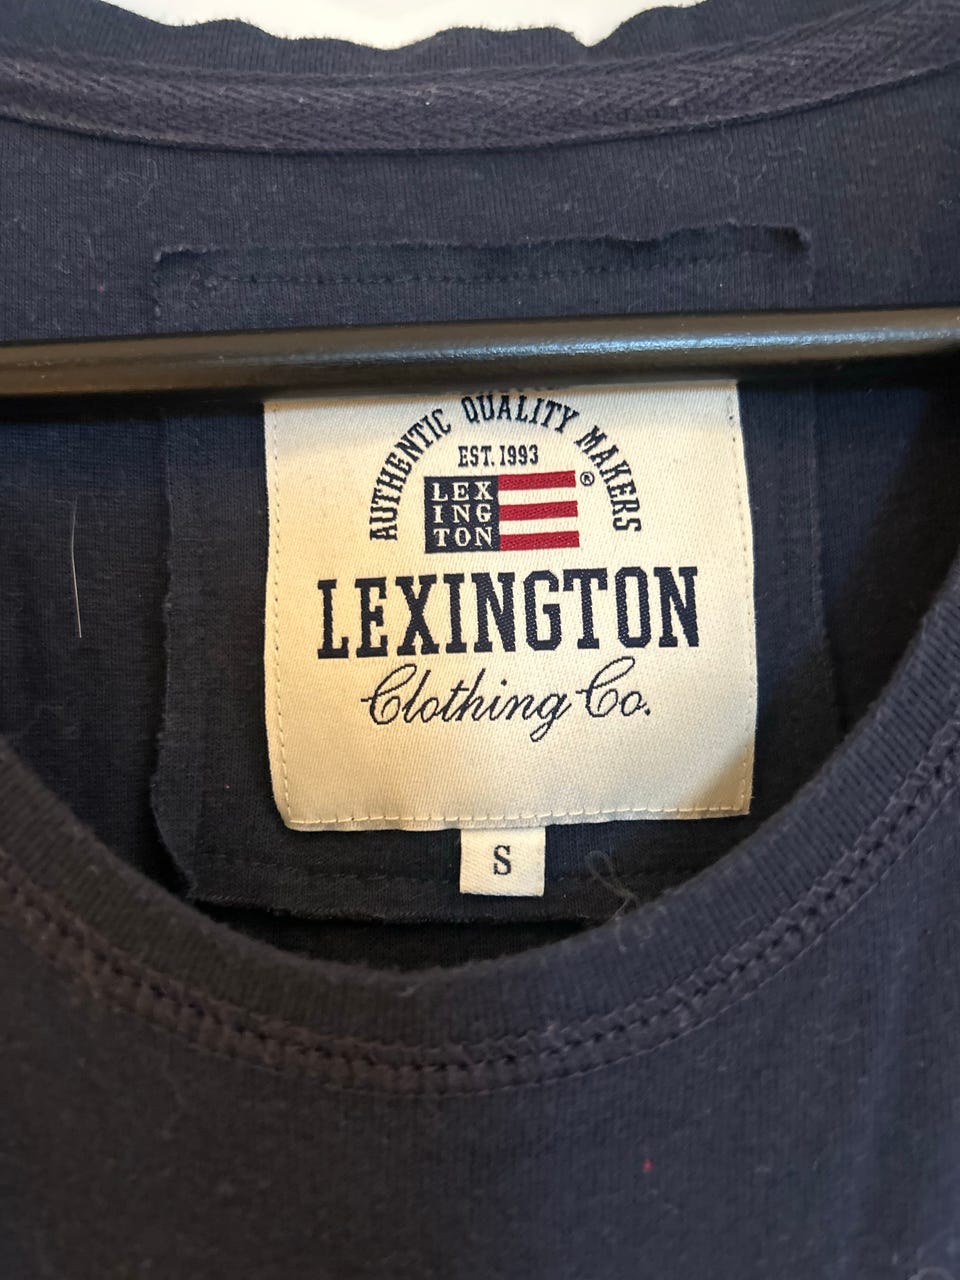 AUTHENTIC QUALITY MAKERS
EST. 1993
LEX
ING
TON
®
LEXINGTON
Clothing Co.
S